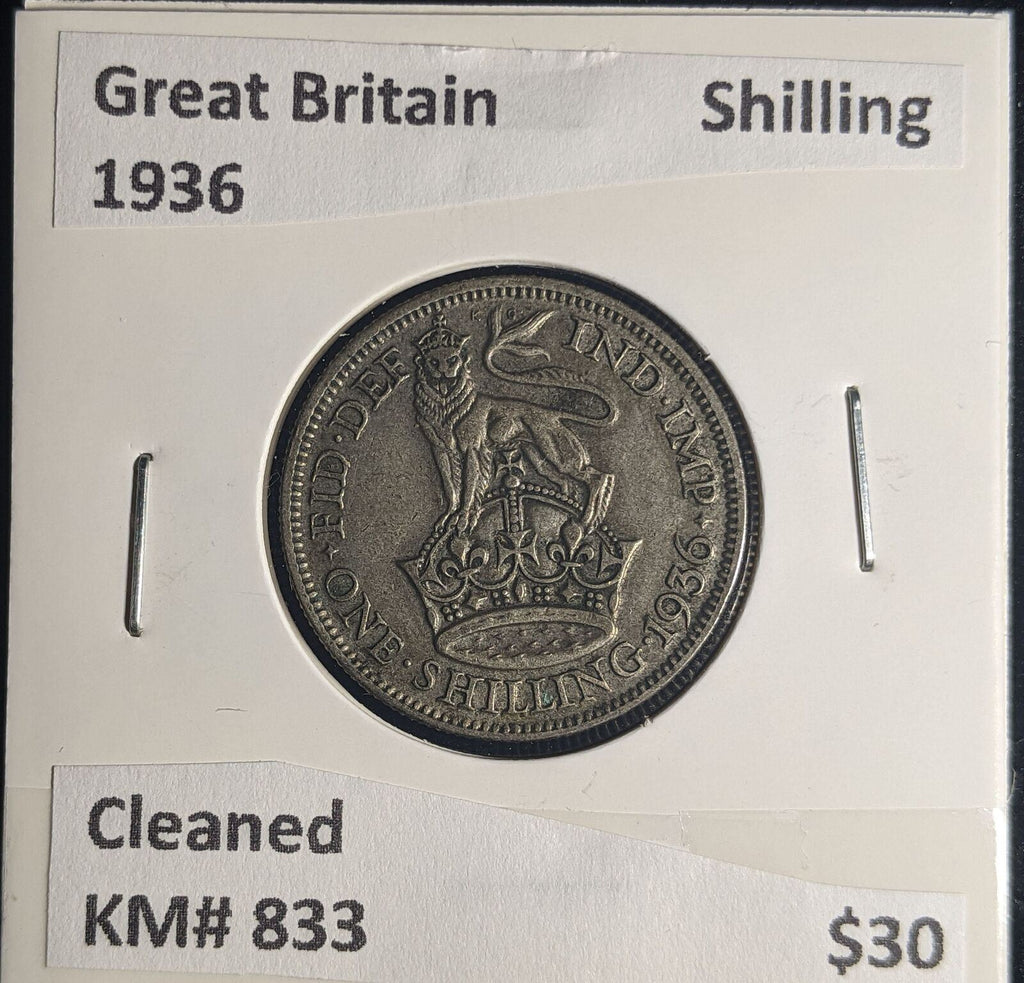 Great Britain Shilling
1936
FID·DEF IND·IMP
ONE·SHILLING·1936
K G
Cleaned
KM# 833 $30